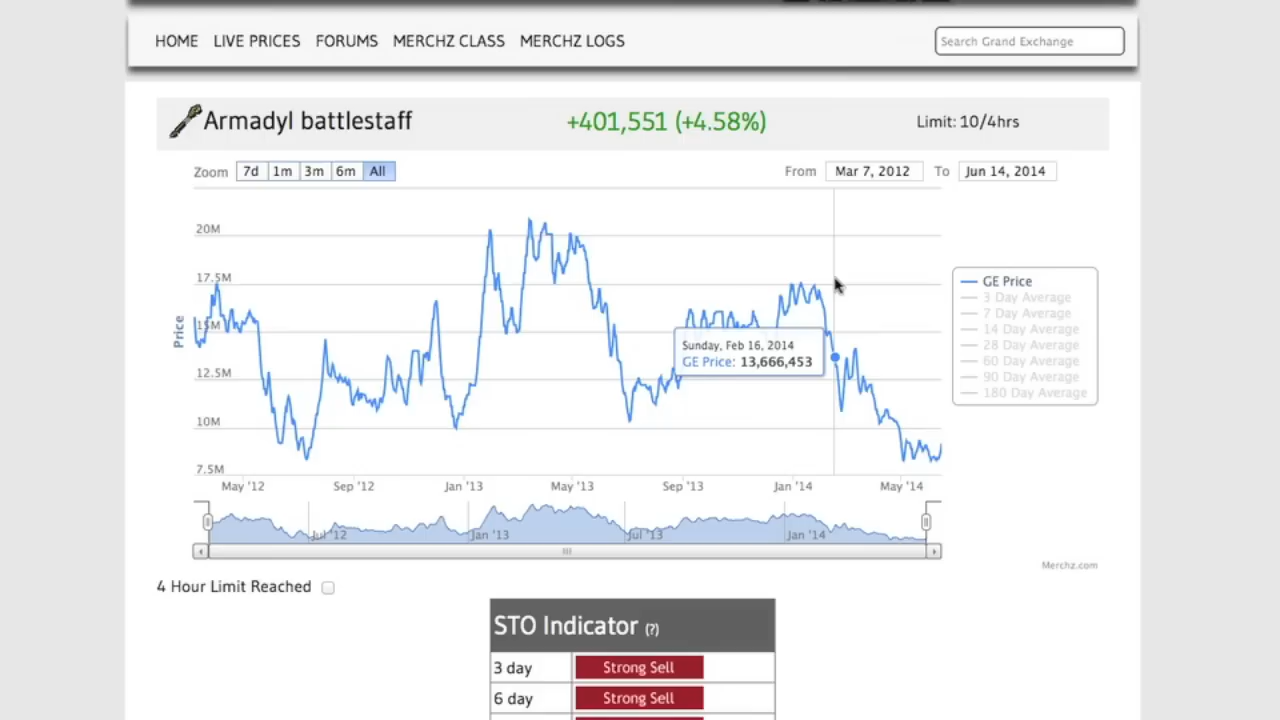 HOME LIVE PRICES FORUMS MERCHZ CLASS MERCHZ LOGS Search Grand Exchange
Armadyl battlestaff +401,551 (+4.58%) Limit: 10/4hrs
Zoom 7d 1m 3m 6m All From Mar 7, 2012 To Jun 14, 2014
20M
17.5M
15M
12.5M
10M
7.5M
Price
Sunday, Feb 16, 2014
GE Price: 13,666,453
GE Price
3 Day Average
7 Day Average
14 Day Average
28 Day Average
60 Day Average
90 Day Average
180 Day Average
May '12 Sep '12 Jan '13 May '13 Sep '13 Jan '14 May '14
Jul '12 Jan '13 Jul '13 Jan '14
Merchz.com
4 Hour Limit Reached
STO Indicator (?)
3 day Strong Sell
6 day Strong Sell